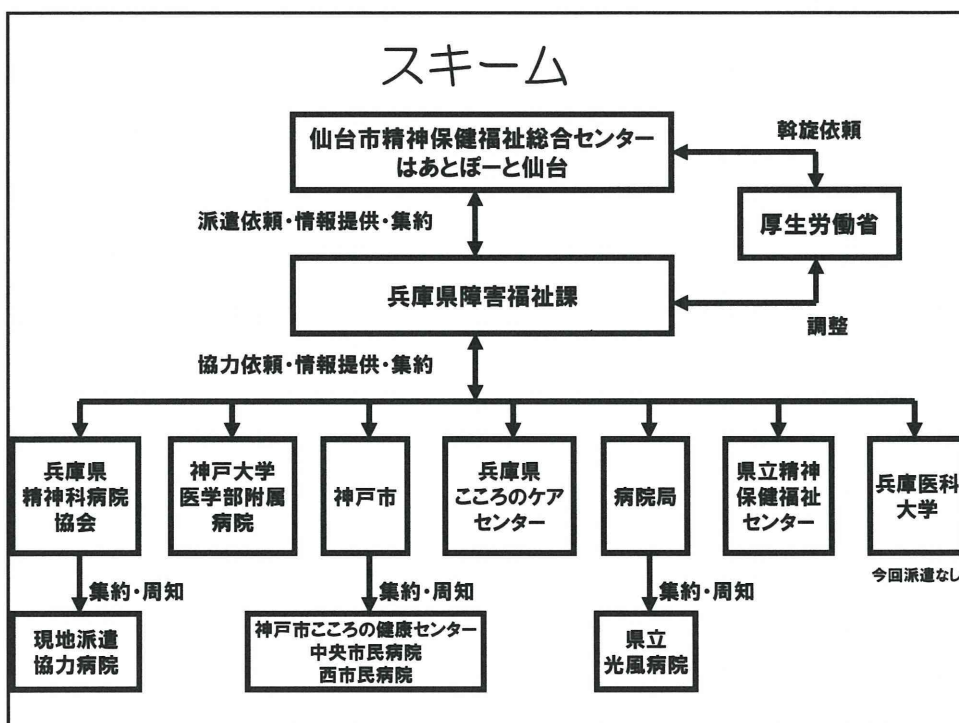 スキーム
仙台市精神保健福祉総合センター
はあとぽーと仙台
斡旋依頼
厚生労働省
派遣依頼・情報提供・集約
兵庫県障害福祉課
調整
協力依頼・情報提供・集約
兵庫県
精神科病院
協会
神戸大学
医学部附属
病院
神戸市
兵庫県
こころのケア
センター
病院局
県立精神
保健福祉
センター
兵庫医科
大学
今回派遣なし
集約・周知
集約・周知
集約・周知
現地派遣
協力病院
神戸市こころの健康センター
中央市民病院
西市民病院
県立
光風病院